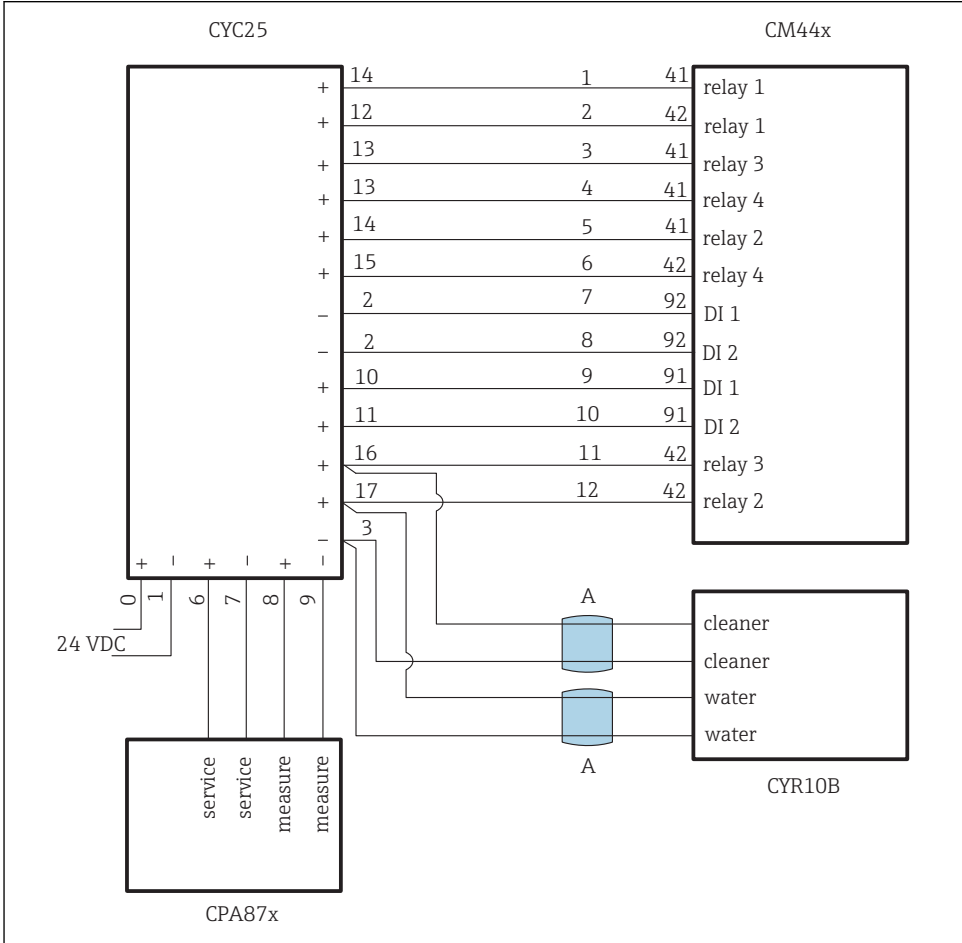 CYC25 CM44x
+ 14 1 41 relay 1
+ 12 2 42 relay 1
+ 13 3 41 relay 3
+ 13 4 41 relay 4
+ 14 5 41 relay 2
+ 15 6 42 relay 4
− 2 7 92 DI 1
− 2 8 92 DI 2
+ 10 9 91 DI 1
+ 11 10 91 DI 2
+ 16 11 42 relay 3
+ 17 12 42 relay 2
− 3
+ − + − + −
0 1 6 7 8 9
24 VDC
A
cleaner
cleaner
water
water
A
CYR10B
service service measure measure
CPA87x